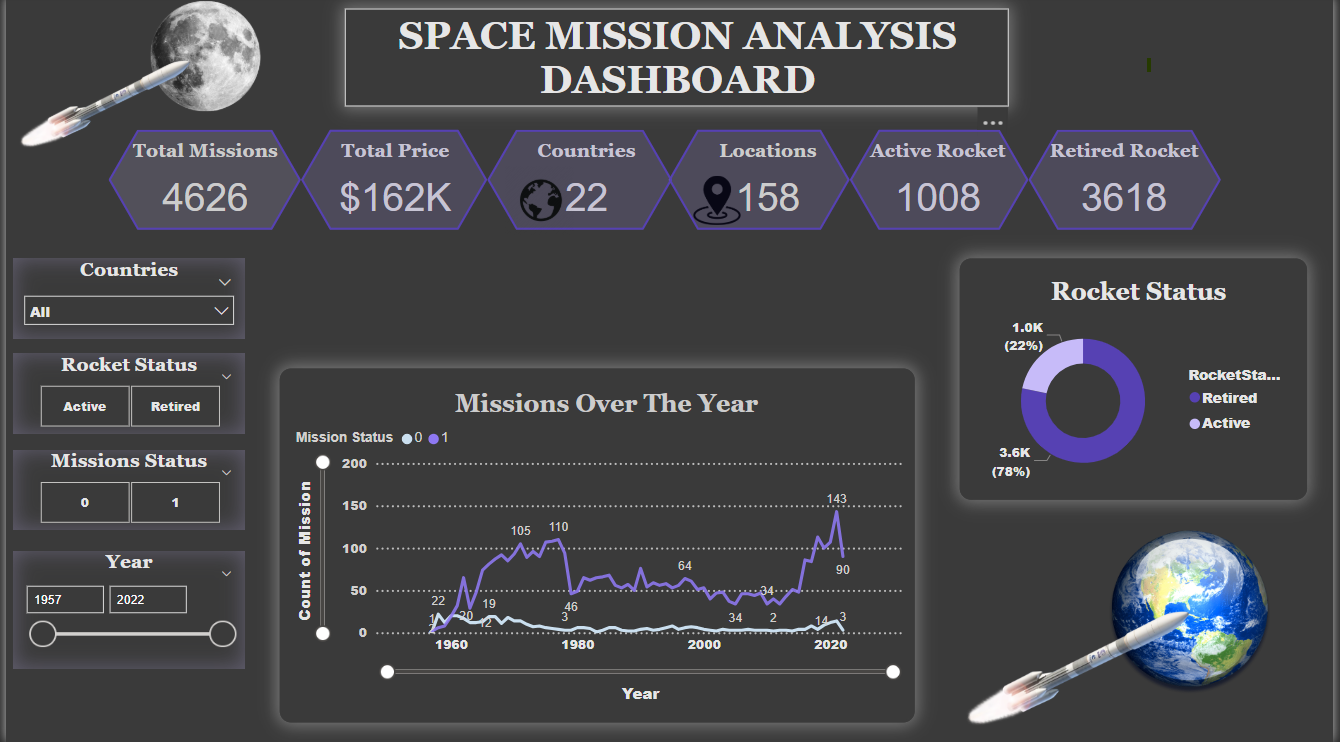 SPACE MISSION ANALYSIS
DASHBOARD
Total Missions
4626
Total Price
$162K
Countries
22
Locations
158
Active Rocket
1008
Retired Rocket
3618
Countries
All
Rocket Status
Active
Retired
Missions Status
0
1
Year
1957
2022
Missions Over The Year
Mission Status
0
1
Count of Mission
200
150
100
50
0
22
20
19
12
105
110
46
3
64
34
34
2
14
143
90
3
1960
1980
2000
2020
Year
Rocket Status
1.0K
(22%)
3.6K
(78%)
RocketSta...
Retired
Active